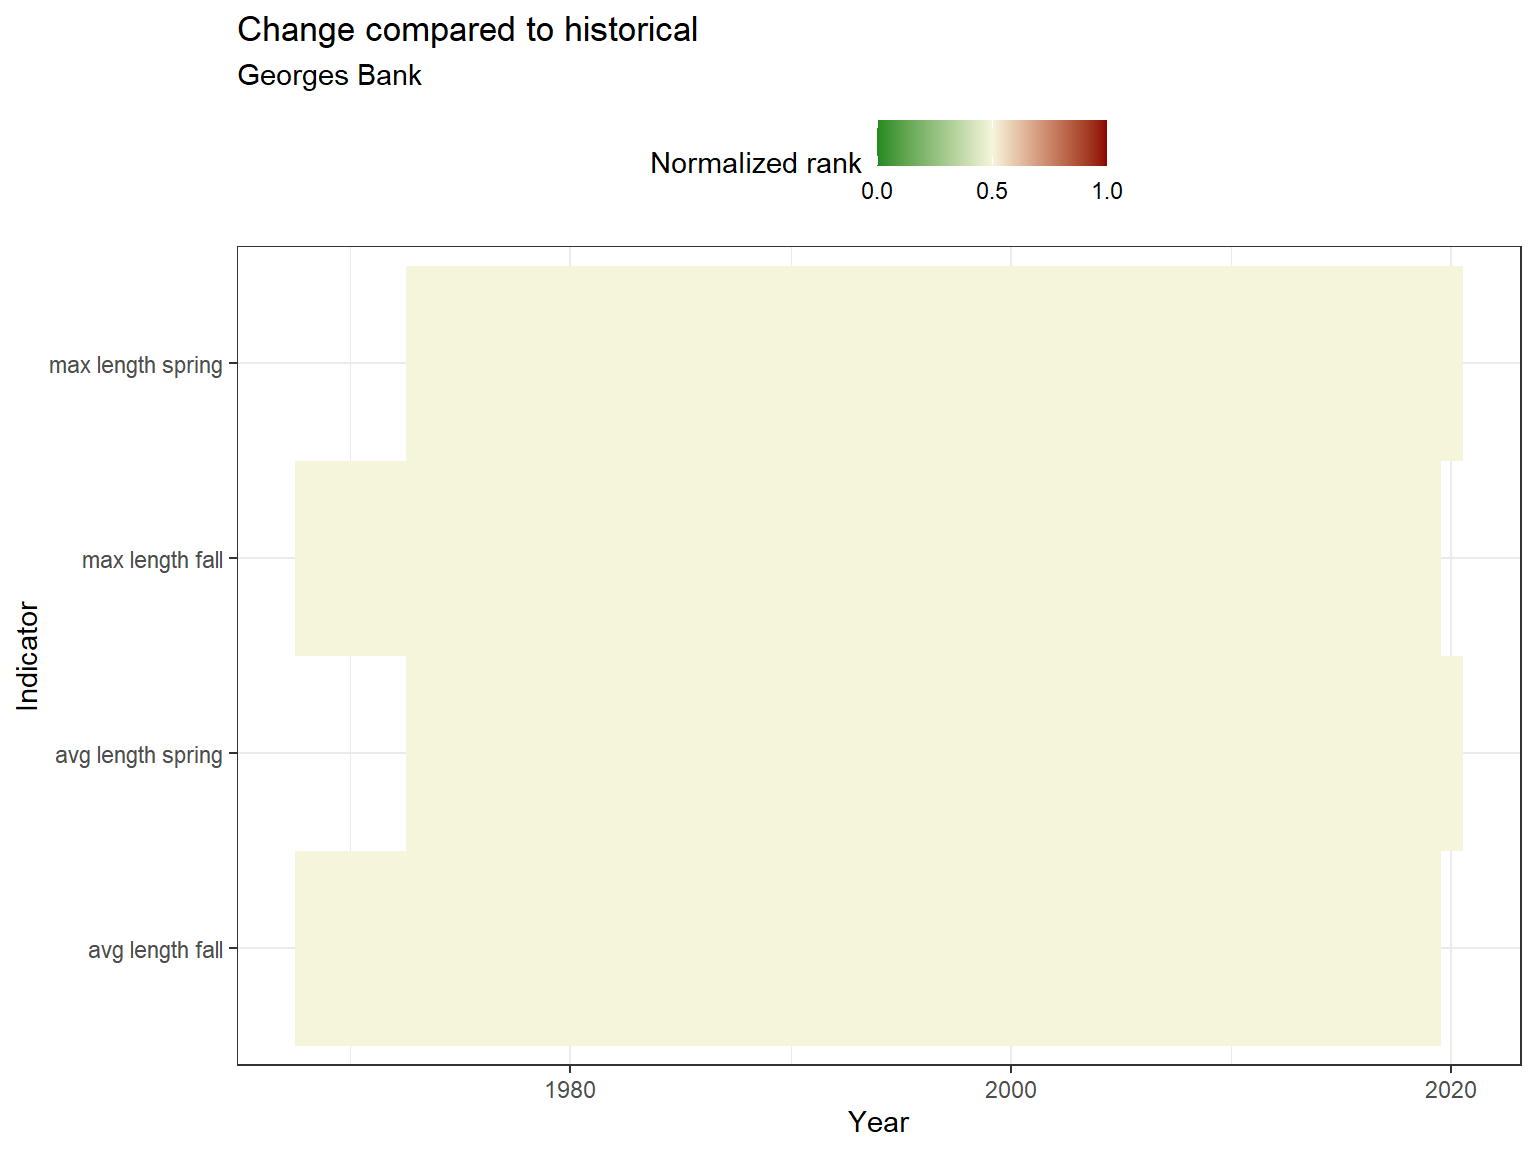 Change compared to historical
Georges Bank
Normalized rank
0.0 0.5 1.0
max length spring
max length fall
avg length spring
avg length fall
Indicator
1980 2000 2020
Year